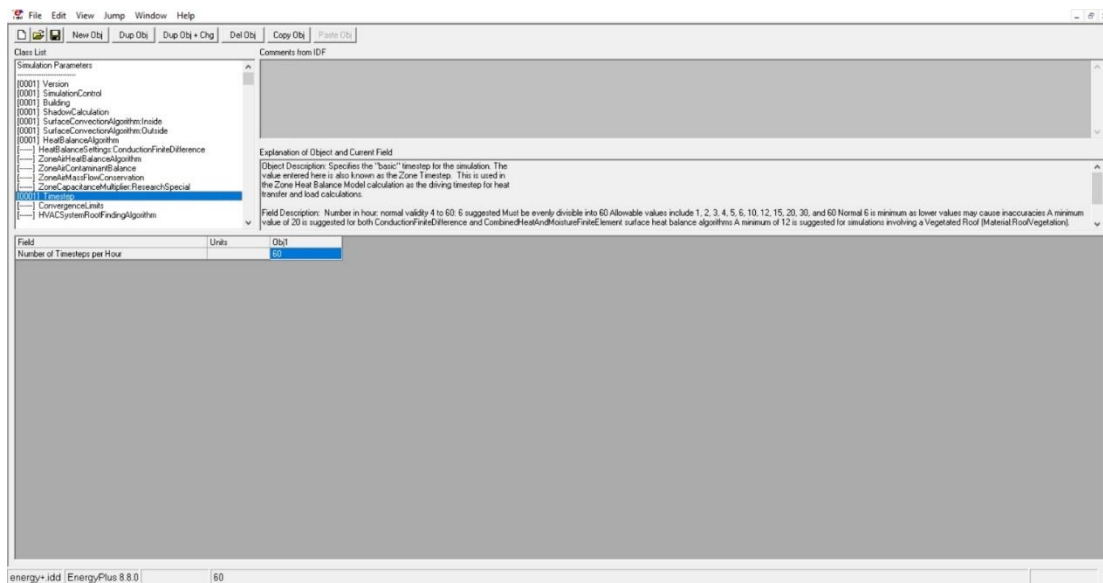 File Edit View Jump Window Help
New Obj Dup Obj Dup Obj + Chg Del Obj Copy Obj Paste Obj
Class List
Comments from IDF
Simulation Parameters
-------------------------
[0001] Version
[0001] SimulationControl
[0001] Building
[0001] ShadowCalculation
[0001] SurfaceConvectionAlgorithm:Inside
[0001] SurfaceConvectionAlgorithm:Outside
[0001] HeatBalanceAlgorithm
[-----] HeatBalanceSettings:ConductionFiniteDifference
[-----] ZoneAirHeatBalanceAlgorithm
[-----] ZoneAirContaminantBalance
[-----] ZoneAirMassFlowConservation
[-----] ZoneCapacitanceMultiplier:ResearchSpecial
[0001] Timestep
[-----] ConvergenceLimits
[-----] HVACSystemRootFindingAlgorithm
Explanation of Object and Current Field
Object Description: Specifies the "basic" timestep for the simulation. The
value entered here is also known as the Zone Timestep. This is used in
the Zone Heat Balance Model calculation as the driving timestep for heat
transfer and load calculations.
Field Description: Number in hour: normal validity 4 to 60: 6 suggested Must be evenly divisible into 60 Allowable values include 1, 2, 3, 4, 5, 6, 10, 12, 15, 20, 30, and 60 Normal 6 is minimum as lower values may cause inaccuracies A minimum
value of 20 is suggested for both ConductionFiniteDifference and CombinedHeatAndMoistureFiniteElement surface heat balance algorithms A minimum of 12 is suggested for simulations involving a Vegetated Roof (Material:RoofVegetation).
Field Units Obj1
Number of Timesteps per Hour 60
energy+.idd EnergyPlus 8.8.0 60